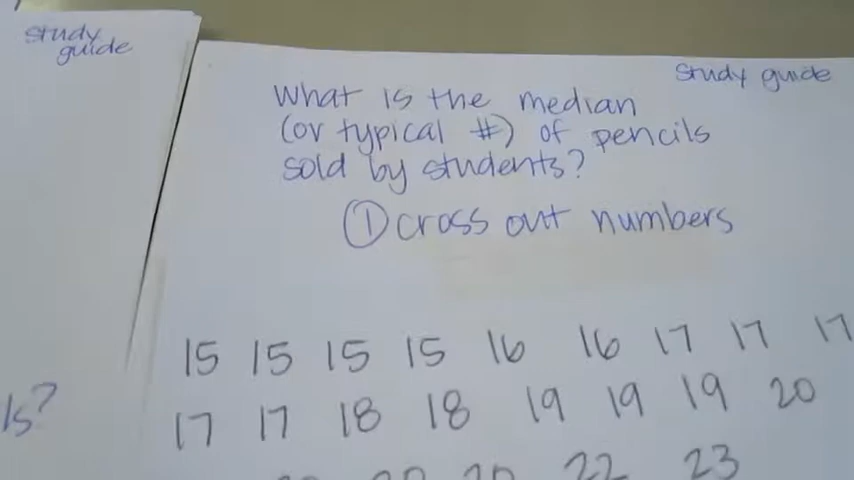 study
guide
study guide
What is the median
(or typical #) of pencils
sold by students?
① cross out numbers
15 15 15 15 16 16 17 17 17
17 17 18 18 19 19 19 20
20 22 23
ls?